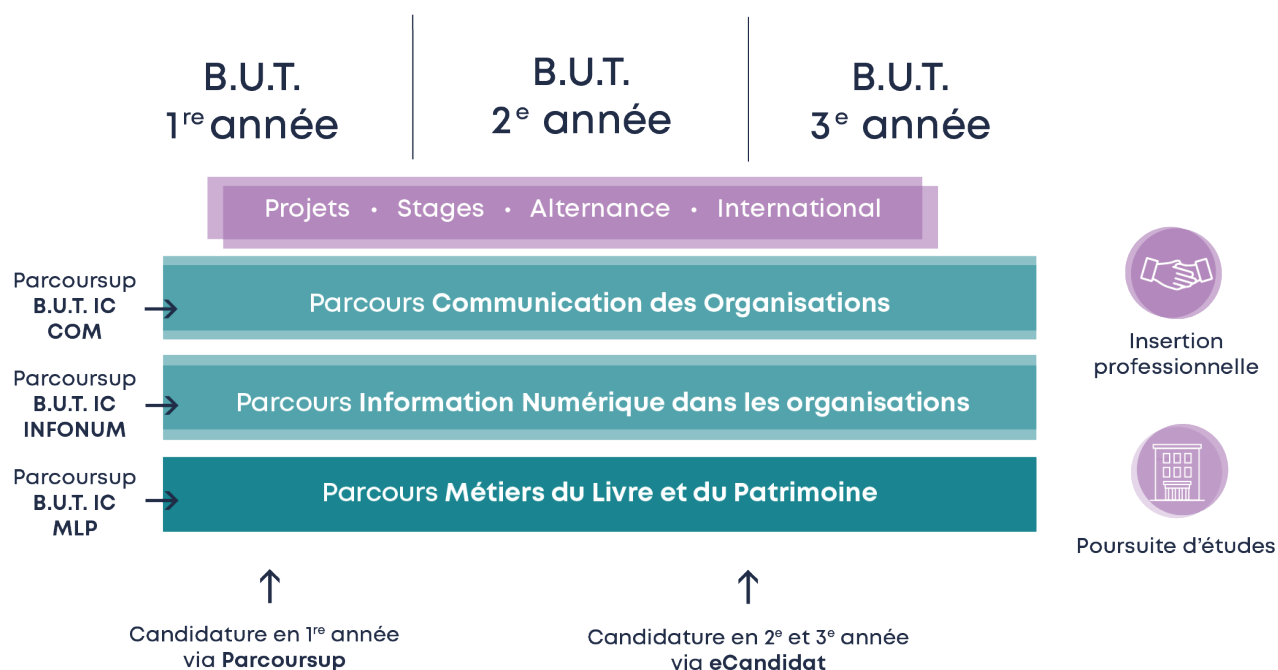 B.U.T.
1re année
B.U.T.
2e année
B.U.T.
3e année
Projets • Stages • Alternance • International
Parcoursup
B.U.T. IC
COM
Parcours Communication des Organisations
Parcoursup
B.U.T. IC
INFONUM
Parcours Information Numérique dans les organisations
Parcoursup
B.U.T. IC
MLP
Parcours Métiers du Livre et du Patrimoine
Insertion
professionnelle
Poursuite d'études
Candidature en 1re année
via Parcoursup
Candidature en 2e et 3e année
via eCandidat